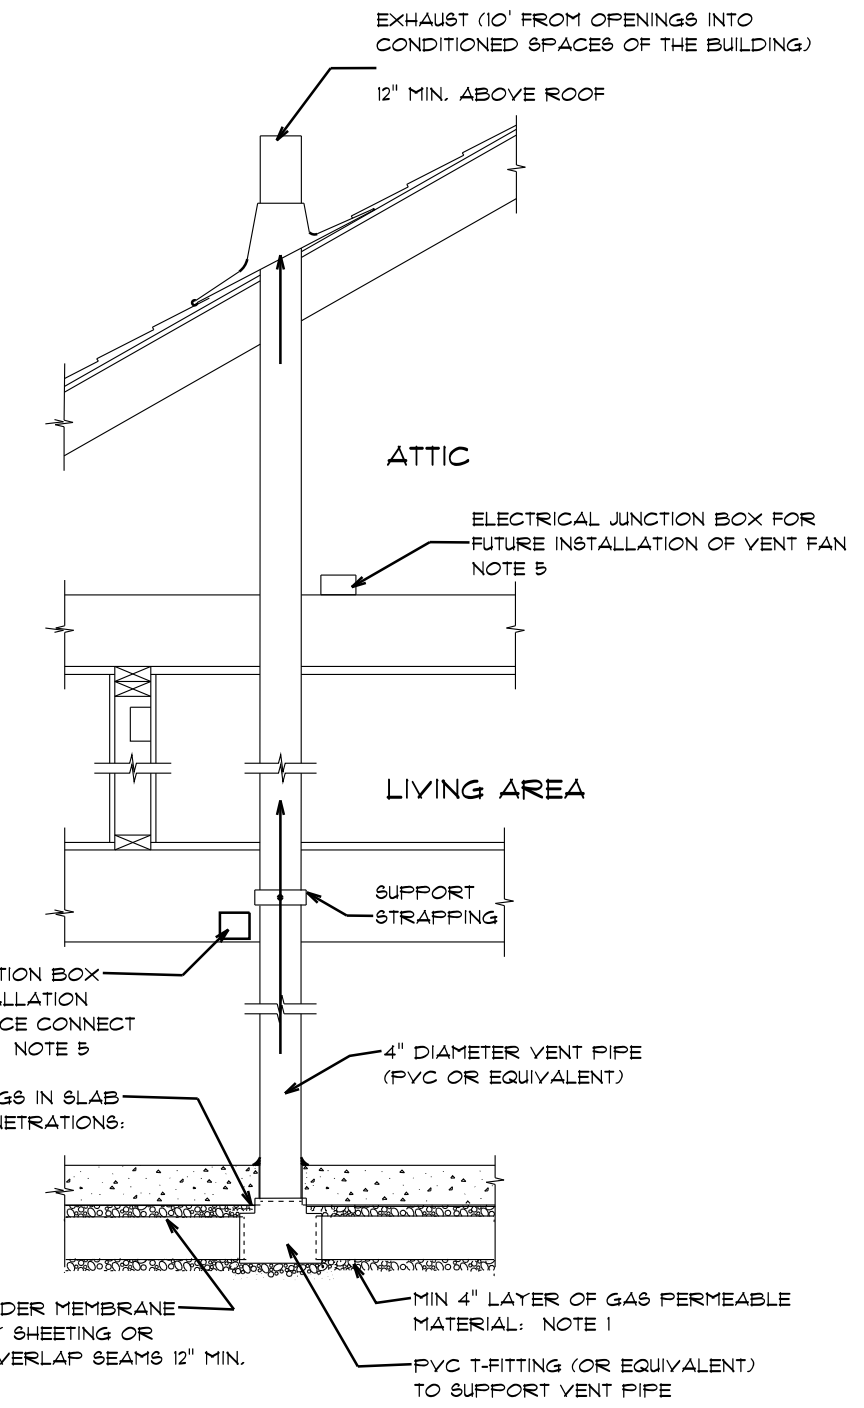 EXHAUST (10' FROM OPENINGS INTO
CONDITIONED SPACES OF THE BUILDING)
12" MIN. ABOVE ROOF
ATTIC
ELECTRICAL JUNCTION BOX FOR
FUTURE INSTALLATION OF VENT FAN
NOTE 5
LIVING AREA
SUPPORT
STRAPPING
TION BOX
LLATION
CE CONNECT
NOTE 5
4" DIAMETER VENT PIPE
(PVC OR EQUIVALENT)
GS IN SLAB
NETRATIONS:
DER MEMBRANE
SHEETING OR
VERLAP SEAMS 12" MIN.
MIN 4" LAYER OF GAS PERMEABLE
MATERIAL: NOTE 1
PVC T-FITTING (OR EQUIVALENT)
TO SUPPORT VENT PIPE